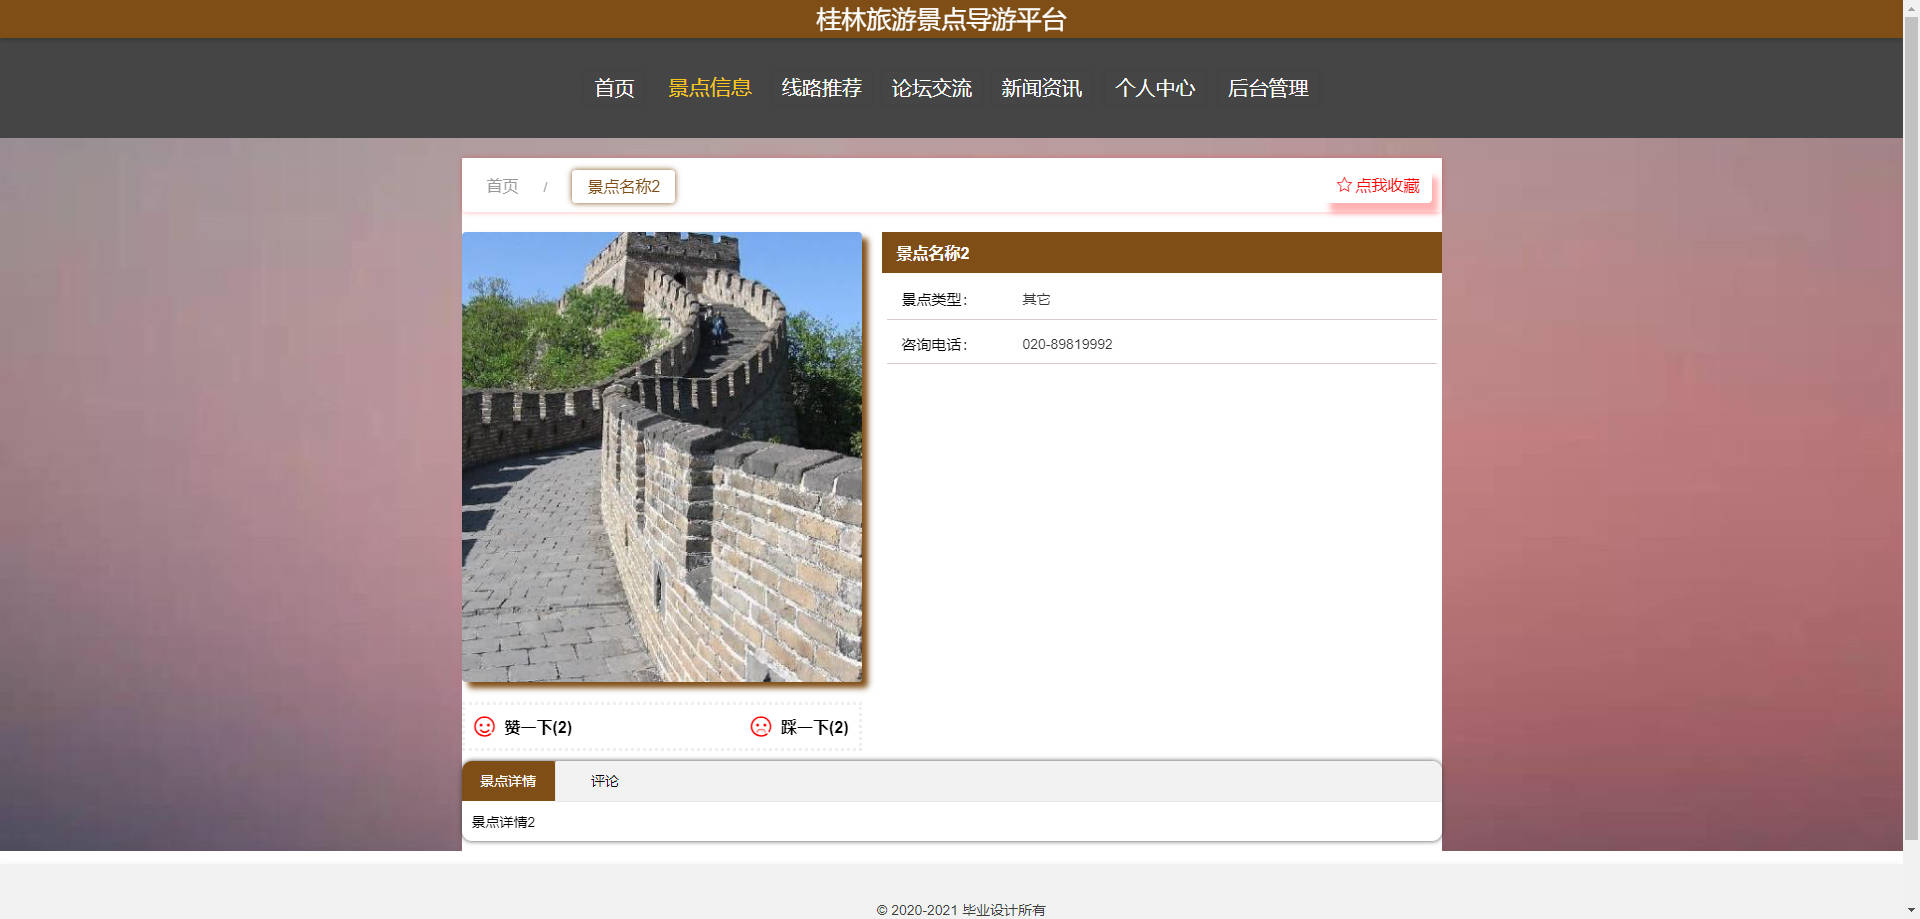 桂林旅游景点导游平台
首页 景点信息 线路推荐 论坛交流 新闻资讯 个人中心 后台管理
首页 / 景点名称2 点我收藏
景点名称2
景点类型： 其它
咨询电话： 020-89819992
赞一下(2) 踩一下(2)
景点详情 评论
景点详情2
© 2020-2021 毕业设计所有